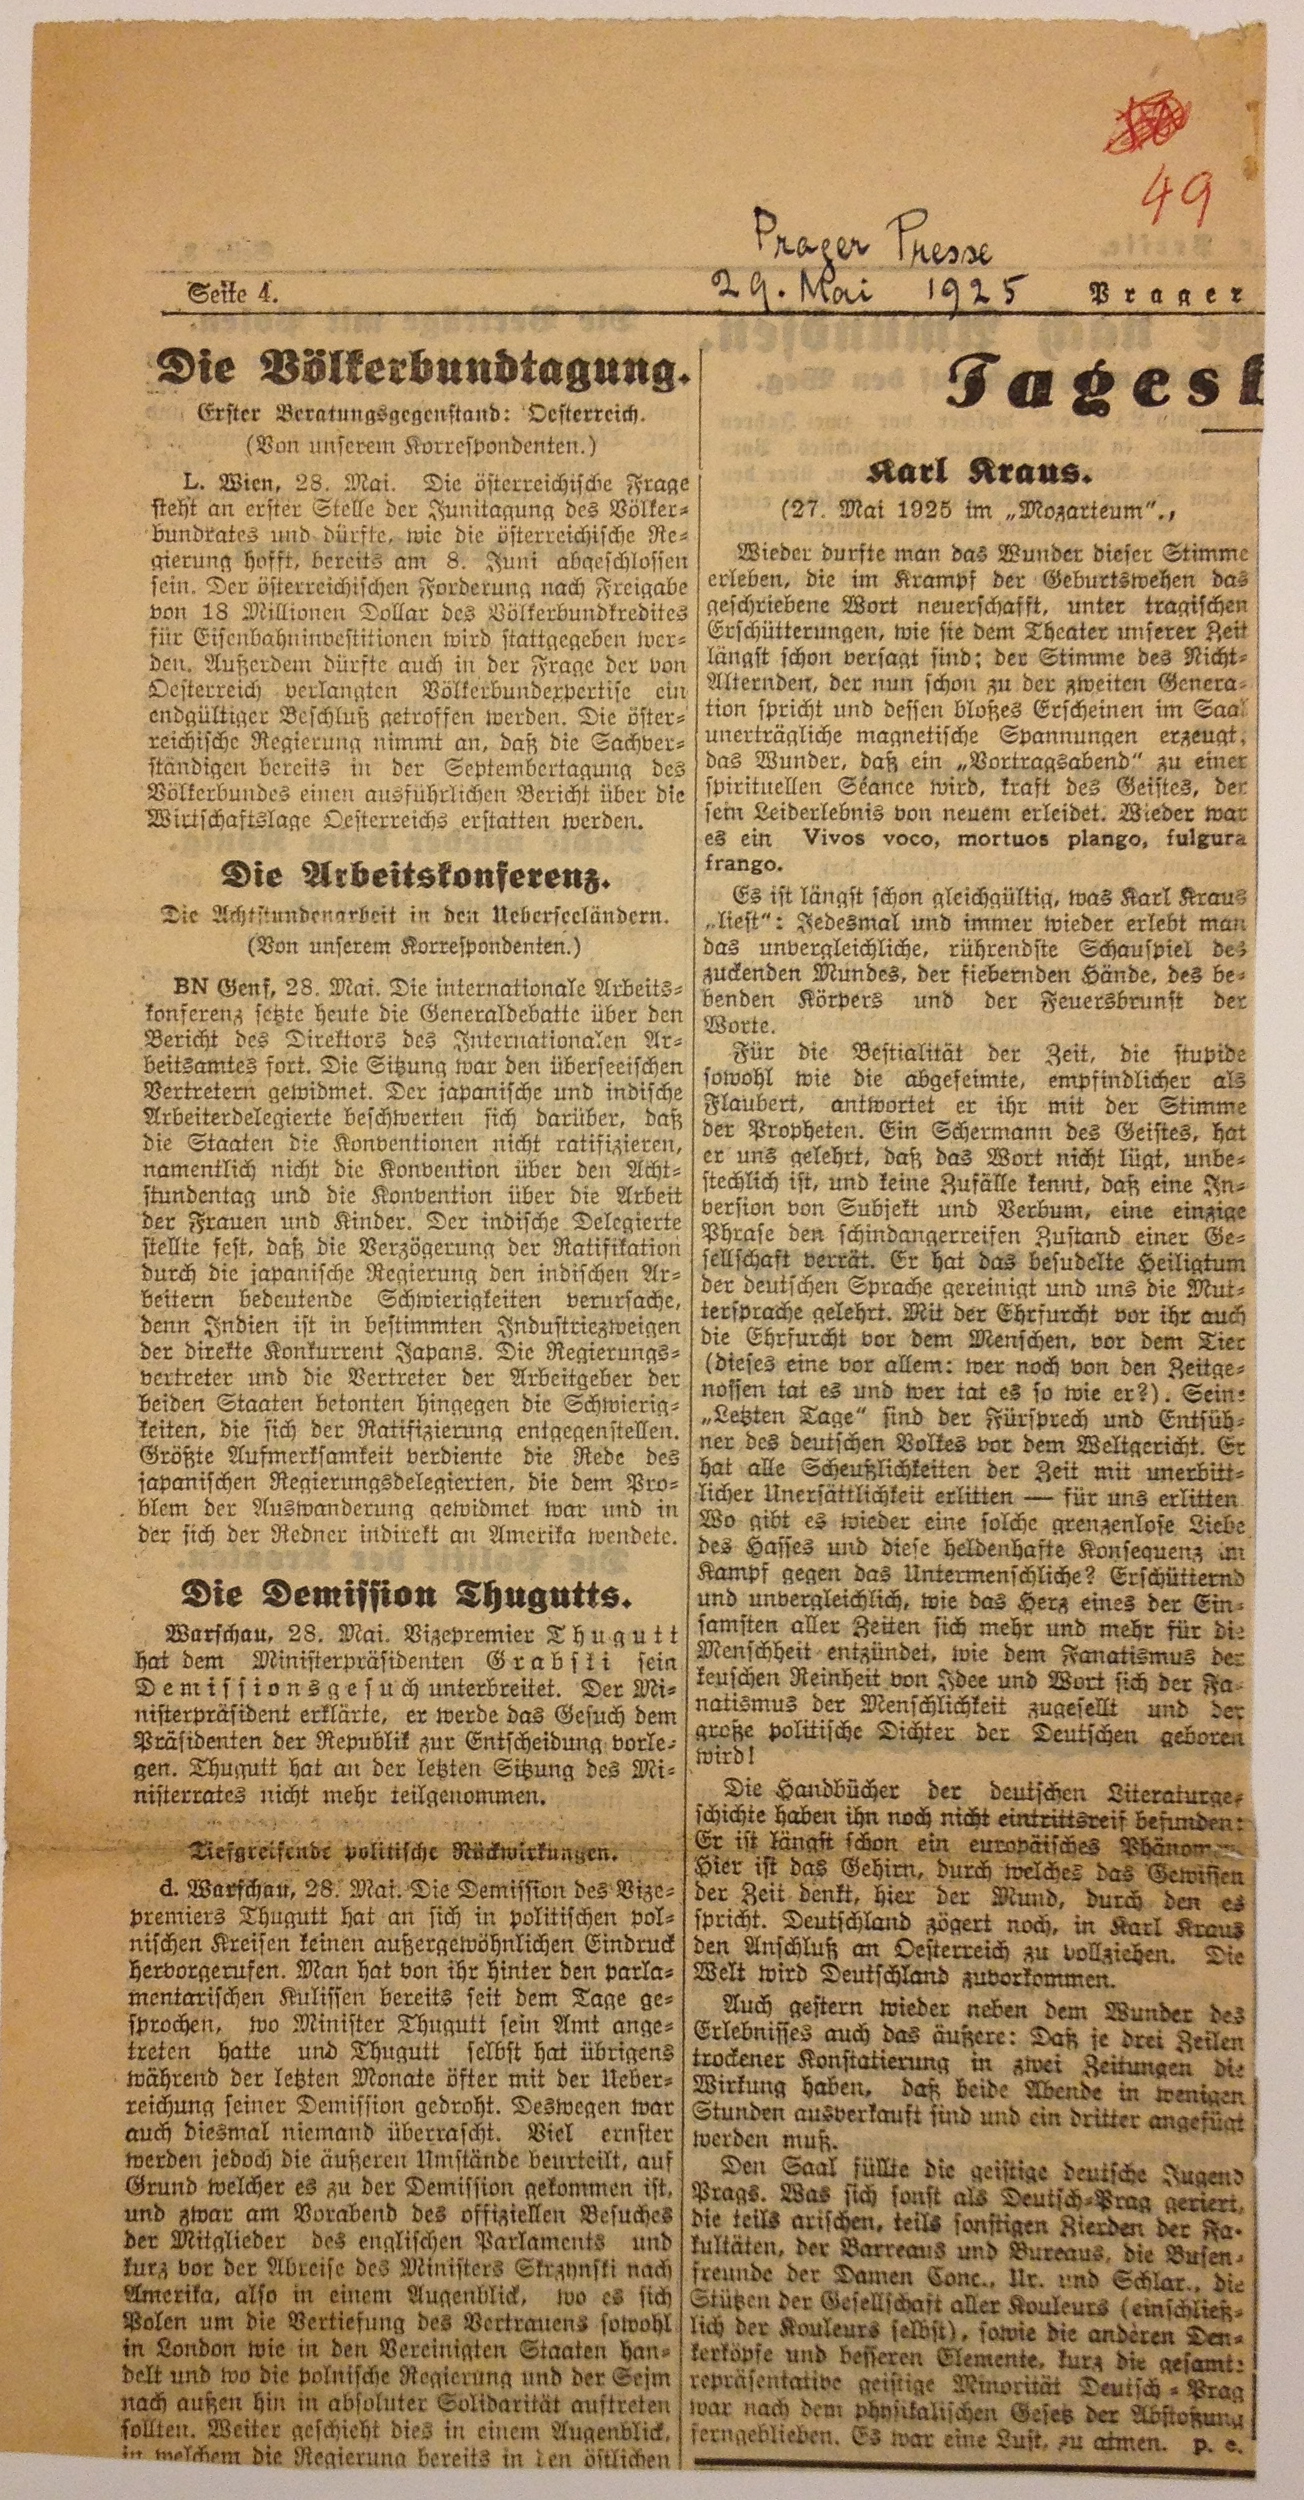 49
Prager Presse
29. Mai 1925
Seite 4.
Prager
Die Völkerbundtagung.
Erster Beratungsgegenstand: Oesterreich.
(Von unserem Korrespondenten.)
L. Wien, 28. Mai. Die österreichische Frage
steht an erster Stelle der Junitagung des Völker-
bundrates und dürfte, wie die österreichische Re-
gierung hofft, bereits am 8. Juni abgeschlossen
sein. Der österreichischen Forderung nach Freigabe
von 18 Millionen Dollar des Völkerbundkredites
für Eisenbahninvestitionen wird stattgegeben wer-
den. Außerdem dürfte auch in der Frage der von
Oesterreich verlangten Völkerbundexpertise ein
endgültiger Beschluß getroffen werden. Die öster-
reichische Regierung nimmt an, daß die Sachver-
ständigen bereits in der Septembertagung des
Völkerbundes einen ausführlichen Bericht über die
Wirtschaftslage Oesterreichs erstatten werden.
Die Arbeitskonferenz.
Die Achtstundenarbeit in den Ueberseeländern.
(Von unserem Korrespondenten.)
BN Genf, 28. Mai. Die internationale Arbeits-
konferenz setzte heute die Generaldebatte über den
Bericht des Direktors des Internationalen Ar-
beitsamtes fort. Die Sitzung war den überseeischen
Vertretern gewidmet. Der japanische und indische
Arbeiterdelegierte beschwerten sich darüber, daß
die Staaten die Konventionen nicht ratifizieren,
namentlich nicht die Konvention über den Acht-
stundentag und die Konvention über die Arbeit
der Frauen und Kinder. Der indische Delegierte
stellte fest, daß die Verzögerung der Ratifikation
durch die japanische Regierung den indischen Ar-
beitern bedeutende Schwierigkeiten verursache,
denn Indien ist in bestimmten Industriezweigen
der direkte Konkurrent Japans. Die Regierungs-
vertreter und die Vertreter der Arbeitgeber der
beiden Staaten betonten hingegen die Schwierig-
keiten, die sich der Ratifizierung entgegenstellen.
Größte Aufmerksamkeit verdiente die Rede des
japanischen Regierungsdelegierten, die dem Pro-
blem der Auswanderung gewidmet war und in
der sich der Redner indirekt an Amerika wendete.
Die Demission Thugutts.
Warschau, 28. Mai. Vizepremier Thugutt
hat dem Ministerpräsidenten Grabski sein
Demissionsgesuch unterbreitet. Der Mi-
nisterpräsident erklärte, er werde das Gesuch dem
Präsidenten der Republik zur Entscheidung vorle-
gen. Thugutt hat an der letzten Sitzung des Mi-
nisterrates nicht mehr teilgenommen.
Tiefgreifende politische Rückwirkungen.
d. Warschau, 28. Mai. Die Demission des Vize-
premiers Thugutt hat an sich in politischen pol-
nischen Kreisen keinen außergewöhnlichen Eindruck
hervorgerufen. Man hat von ihr hinter den parla-
mentarischen Kulissen bereits seit dem Tage ge-
sprochen, wo Minister Thugutt sein Amt ange-
treten hatte und Thugutt selbst hat übrigens
während der letzten Monate öfter mit der Ueber-
reichung seiner Demission gedroht. Deswegen war
auch diesmal niemand überrascht. Viel ernster
werden jedoch die äußeren Umstände beurteilt, auf
Grund welcher es zu der Demission gekommen ist,
und zwar am Vorabend des offiziellen Besuches
der Mitglieder des englischen Parlaments und
kurz vor der Abreise des Ministers Skrzynski nach
Amerika, also in einem Augenblick, wo es sich
Polen um die Vertiefung des Vertrauens sowohl
in London wie in den Vereinigten Staaten han-
delt und wo die polnische Regierung und der Sejm
nach außen hin in absoluter Solidarität auftreten
sollten. Weiter geschieht dies in einem Augenblick,
in welchem die Regierung bereits in den östlichen
Tagesk
Karl Kraus.
(27. Mai 1925 im „Mozarteum“.,
Wieder durfte man das Wunder dieser Stimme
erleben, die im Krampf der Geburtswehen das
geschriebene Wort neuerschafft, unter tragischen
Erschütterungen, wie sie dem Theater unserer Zeit
längst schon versagt sind; der Stimme des Nicht-
Alternden, der nun schon zu der zweiten Genera-
tion spricht und dessen bloßes Erscheinen im Saal
unerträgliche magnetische Spannungen erzeugt,
das Wunder, daß ein „Vortragsabend“ zu einer
spirituellen Séance wird, kraft des Geistes, der
sein Leiderlebnis von neuem erleidet. Wieder war
es ein Vivos voco, mortuos plango, fulgura
frango.
Es ist längst schon gleichgültig, was Karl Kraus
„liest“: Jedesmal und immer wieder erlebt man
das unvergleichliche, rührendste Schauspiel des
zuckenden Mundes, der fiebernden Hände, des be-
benden Körpers und der Feuersbrunst der
Worte.
Für die Bestialität der Zeit, die stupide
sowohl wie die abgefeimte, empfindlicher als
Flaubert, antwortet er ihr mit der Stimme
der Propheten. Ein Schermann des Geistes, hat
er uns gelehrt, daß das Wort nicht lügt, unbe-
stechlich ist, und keine Zufälle kennt, daß eine In-
version von Subjekt und Verbum, eine einzige
Phrase den schindangerreifen Zustand einer Ge-
sellschaft verrät. Er hat das besudelte Heiligtum
der deutschen Sprache gereinigt und uns die Mut-
tersprache gelehrt. Mit der Ehrfurcht vor ihr auch
die Ehrfurcht vor dem Menschen, vor dem Tier
(dieses eine vor allem: wer noch von den Zeitge-
nossen tat es und wer tat es so wie er?). Seine
„Letzten Tage“ sind der Fürsprech und Entsüh-
ner des deutschen Volkes vor dem Weltgericht. Er
hat alle Scheußlichkeiten der Zeit mit unerbitt-
licher Unersättlichkeit erlitten — für uns erlitten
Wo gibt es wieder eine solche grenzenlose Liebe
des Hasses und diese heldenhafte Konsequenz im
Kampf gegen das Untermenschliche? Erschütternd
und unvergleichlich, wie das Herz eines der Ein-
samsten aller Zeiten sich mehr und mehr für die
Menschheit entzündet, wie dem Fanatismus der
keuschen Reinheit von Idee und Wort sich der Fa-
natismus der Menschlichkeit zugesellt und der
große politische Dichter der Deutschen geboren
wird!
Die Handbücher der deutschen Literaturge-
schichte haben ihn noch nicht eintrittsreif befunden:
Er ist längst schon ein europäisches Phänomen
Hier ist das Gehirn, durch welches das Gewissen
der Zeit denkt, hier der Mund, durch den es
spricht. Deutschland zögert noch, in Karl Kraus
den Anschluß an Oesterreich zu vollziehen. Die
Welt wird Deutschland zuvorkommen.
Auch gestern wieder neben dem Wunder des
Erlebnisses auch das äußere: Daß je drei Zeilen
trockener Konstatierung in zwei Zeitungen die
Wirkung haben, daß beide Abende in wenigen
Stunden ausverkauft sind und ein dritter angefügt
werden muß.
Den Saal füllte die geistige deutsche Jugend
Prags. Was sich sonst als Deutsch-Prag geriert,
die teils arischen, teils sonstigen Zierden der Fa-
kultäten, der Barreaus und Bureaus, die Busen-
freunde der Damen Conc., Ur. und Schlar., die
Stützen der Gesellschaft aller Kouleurs (einschließ-
lich der Kouleurs selbst), sowie die anderen Den-
kerköpfe und besseren Elemente, kurz die gesamte
repräsentative geistige Minorität Deutsch-Prag
war nach dem physikalischen Gesetz der Abstoßung
ferngeblieben. Es war eine Lust, zu atmen. p. e.